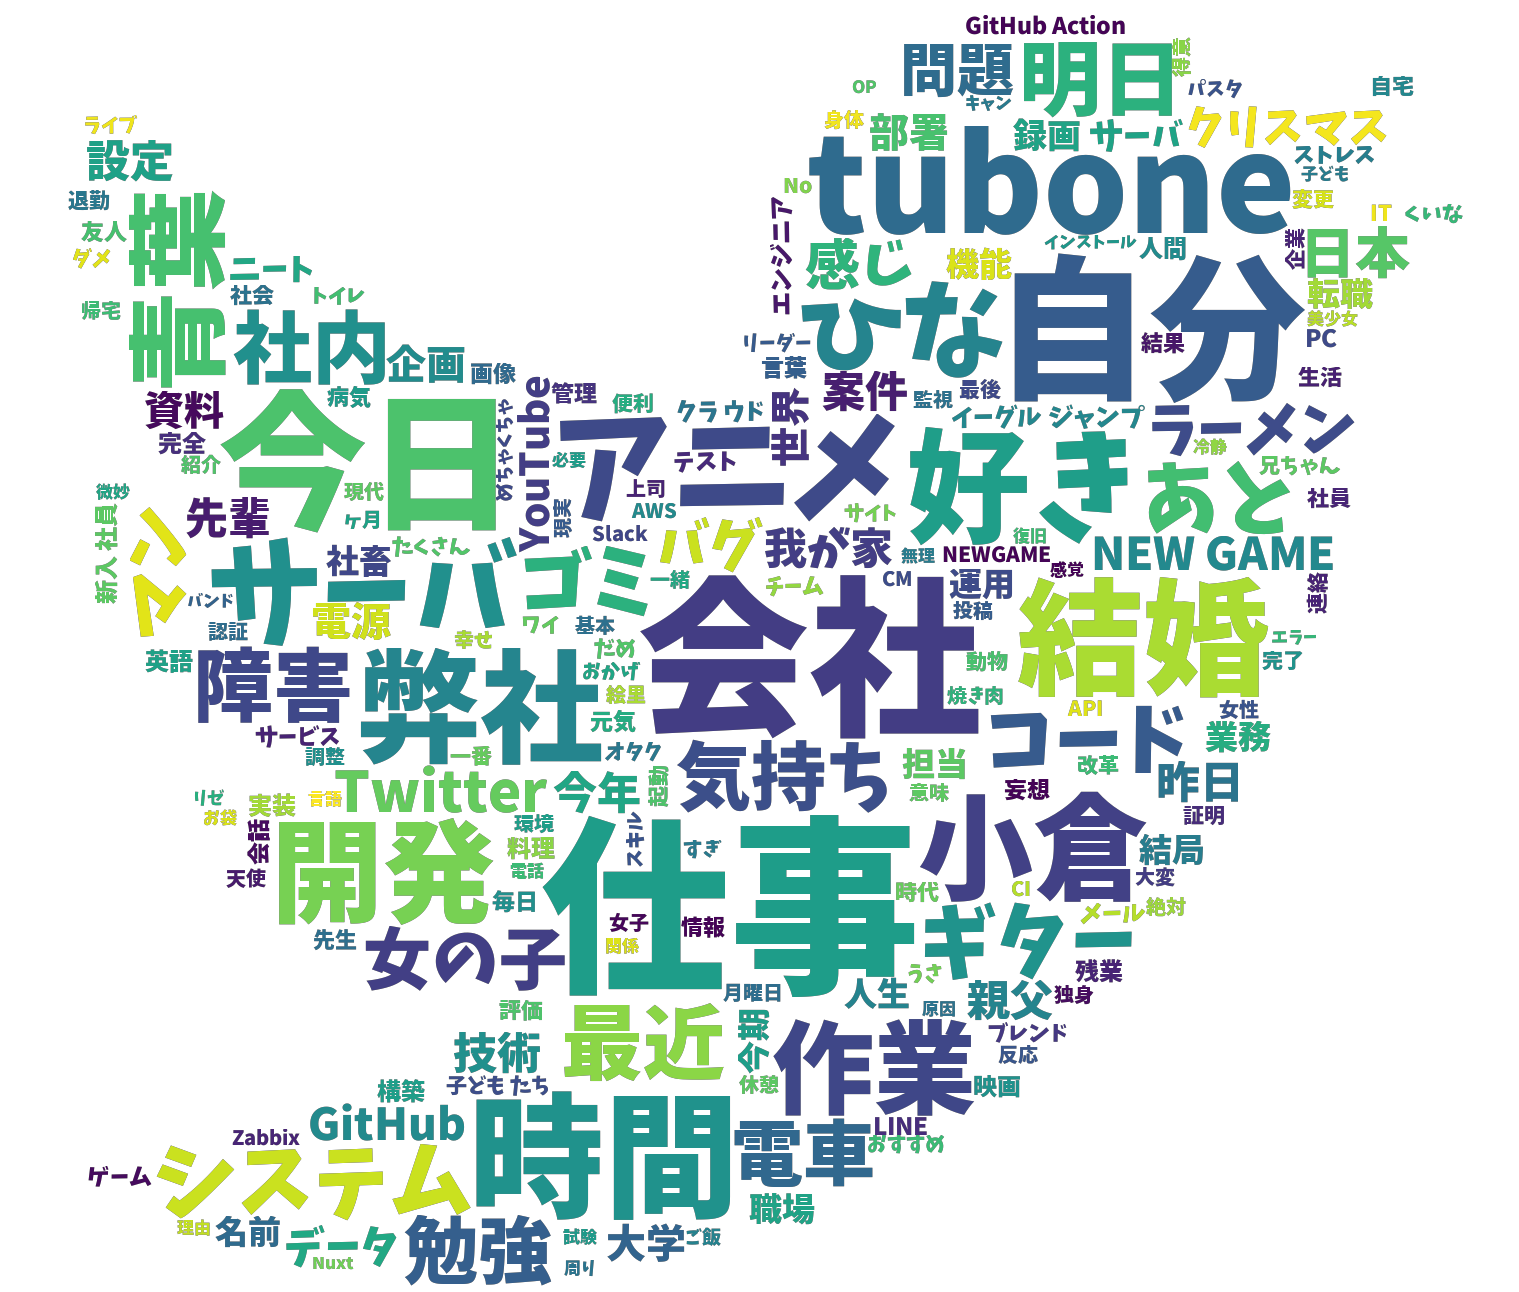 GitHub Action
問題
明日
得意
OP
キャン
パスタ
自宅
ライブ
身体
部署
録画
サーバ
クリスマス
設定
tubone
ストレス
子ども
No
変更
退勤
青葉
IT
くいな
友人
エンジニア
感じ
機能
インストール
人間
企業
日本
ダメ
ニート
自分
転職
社会
トイレ
ひな
美少女
帰宅
社内
リーダー
結果
PC
企画
画像
言葉
生活
資料
病気
今日
YouTube
管理
便利
クラウド
世界
案件
監視
最後
イーグル ジャンプ
ラーメン
完全
めちゃくちゃ
アニメ
テスト
好き
冷静
紹介
必要
あと
兄ちゃん
微妙
現代
上司
社員
先輩
ヶ月
現実
AWS
サイト
新入 社員
マン
サーバ
たくさん
Slack
バグ
我が家
無理
NEWGAME
復旧
NEW GAME
社畜
ゴミ
一緒
チーム
CM
運用
感覚
連絡
バンド
電源
会社
投稿
結婚
認証
幸せ
ワイ
基本
エラー
英語
障害
弊社
だめ
おかげ
動物
完了
絵里
焼き肉
API
女性
サービス
元気
コード
業務
調整
一番
オタク
気持ち
担当
改革
昨日
リゼ
言語
Twitter
今年
起動
意味
妄想
お袋
実装
証明
会話
開発
環境
スキル
仕事
小倉
料理
すぎ
結局
天使
電話
時代
CI
大変
毎日
女子
情報
ギター
メール
絶対
先生
女の子
関係
うさ
残業
月曜日
人生
親父
独身
評価
最近
今期
原因
ブレンド
技術
作業
反応
子ども たち
休憩
映画
構築
時間
GitHub
電車
LINE
Zabbix
おすすめ
ゲーム
システム
職場
理由
名前
データ
勉強
試験
大学
ご飯
Nuxt
周り